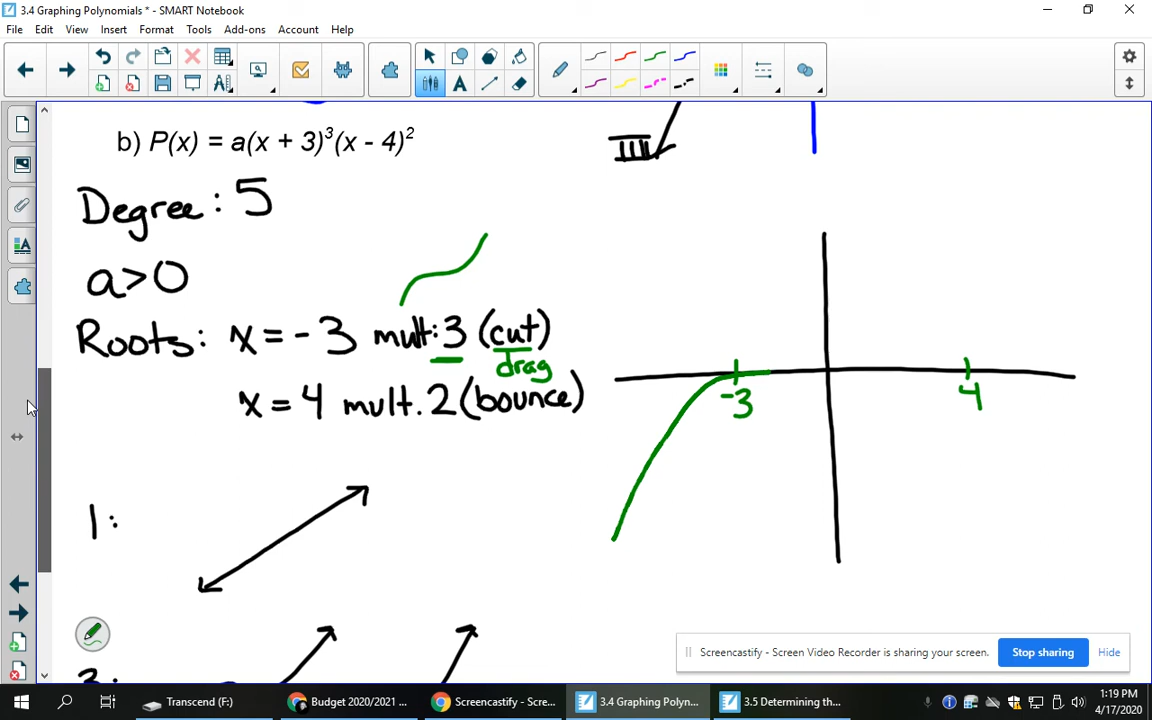 3.4 Graphing Polynomials * - SMART Notebook
File Edit View Insert Format Tools Add-ons Account Help
b) P(x) = a(x + 3)³(x - 4)²
III
Degree: 5
a>0
Roots: x = -3 mult: 3 (cut)
drag
x = 4 mult. 2 (bounce)
-3
4
1:
3:
Screencastify - Screen Video Recorder is sharing your screen.
Stop sharing
Hide
Transcend (F:)
Budget 2020/2021 ...
Screencastify - Scre...
3.4 Graphing Polyno...
3.5 Determining th...
1:19 PM
4/17/2020